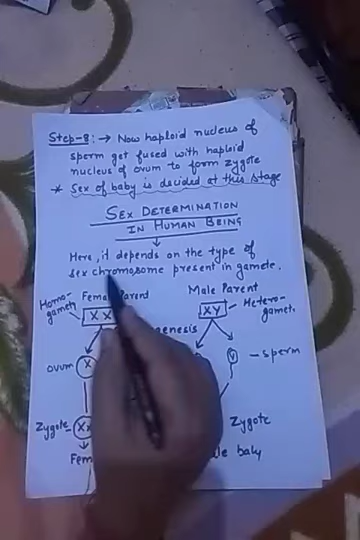 Step-8: → Now haploid nucleus of
sperm get fused with haploid
nucleus of ovum to form zygote
* Sex of baby is decided at this stage
SEX DETERMINATION
IN HUMAN BEING
Here, it depends on the type of
sex chromosome present in gamete.
Homo-
gametic
Female Parent
XX
Male Parent
XY
Hetero-
gametic
genesis
ovum
X
Y
- sperm
Zygote
XX
Zygote
baby